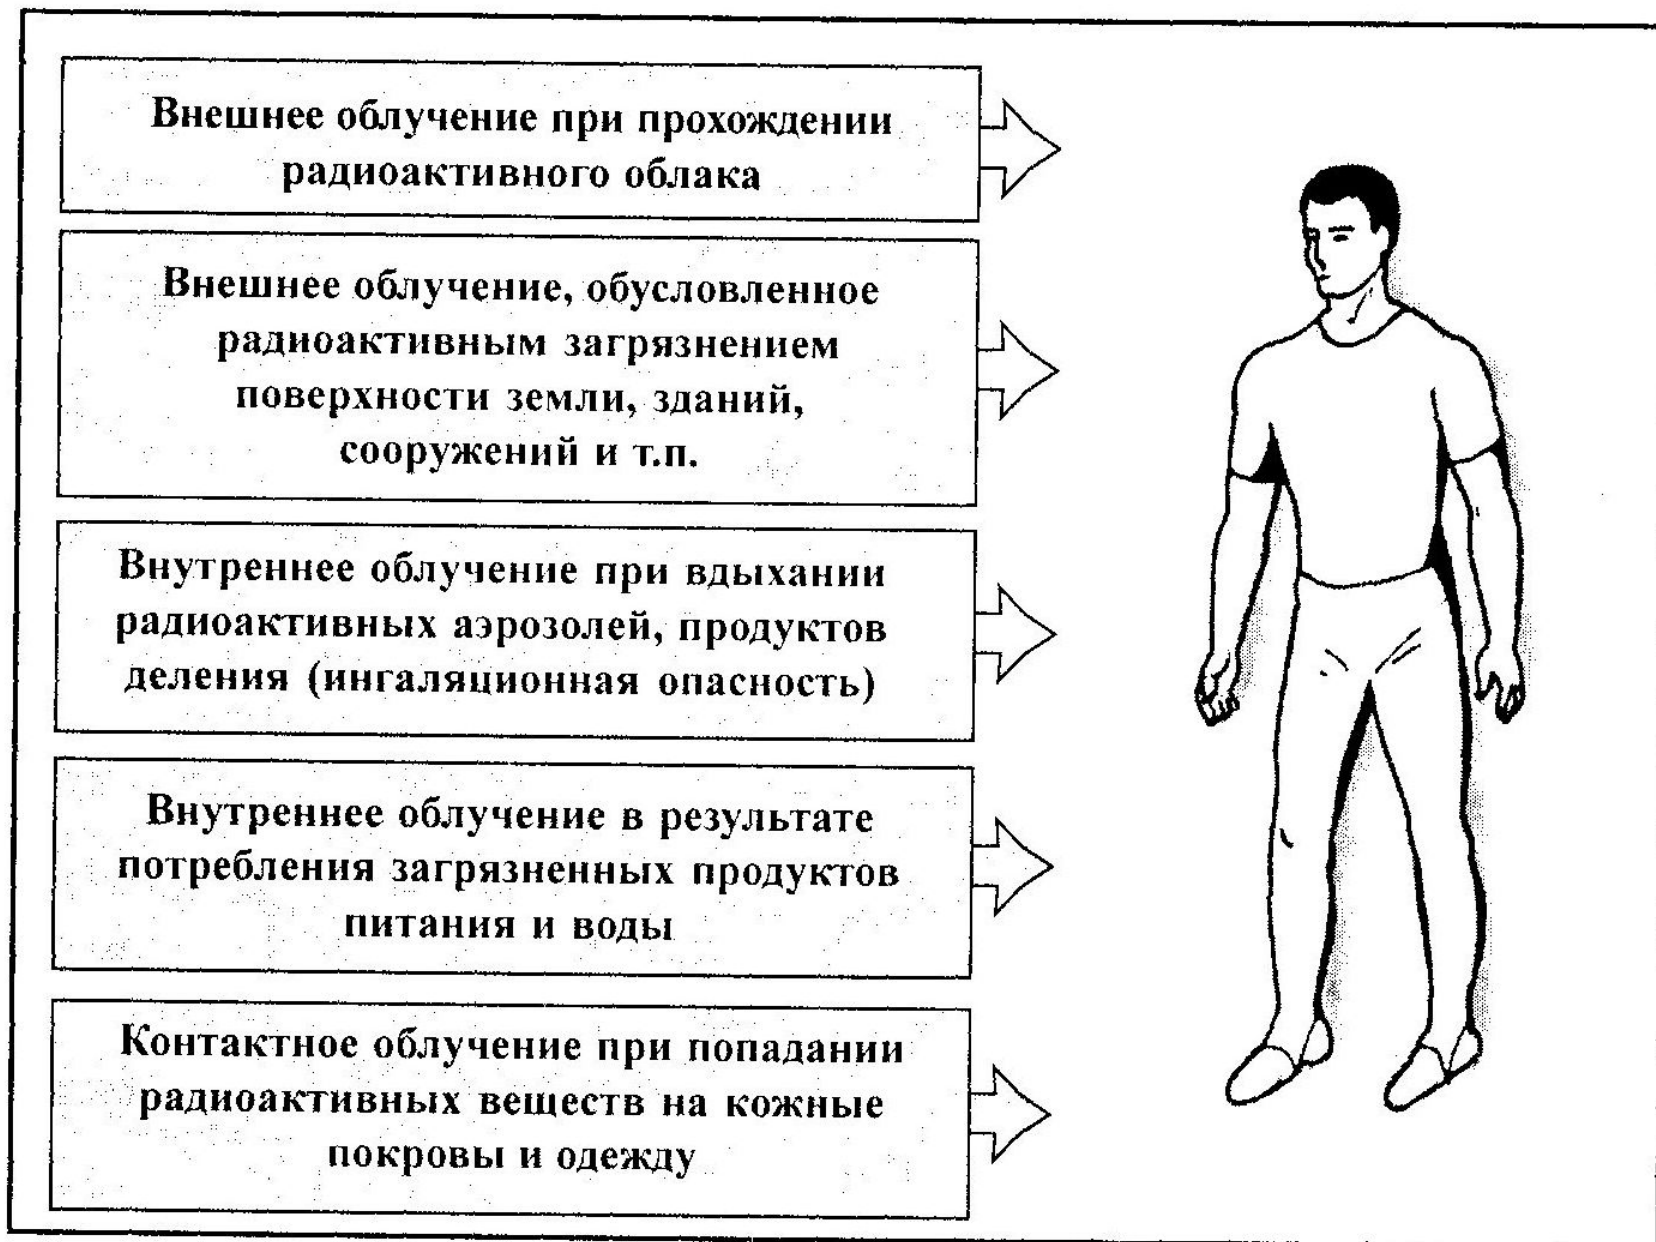 Внешнее облучение при прохождении
радиоактивного облака
Внешнее облучение, обусловленное
радиоактивным загрязнением
поверхности земли, зданий,
сооружений и т.п.
Внутреннее облучение при вдыхании
радиоактивных аэрозолей, продуктов
деления (ингаляционная опасность)
Внутреннее облучение в результате
потребления загрязненных продуктов
питания и воды
Контактное облучение при попадании
радиоактивных веществ на кожные
покровы и одежду